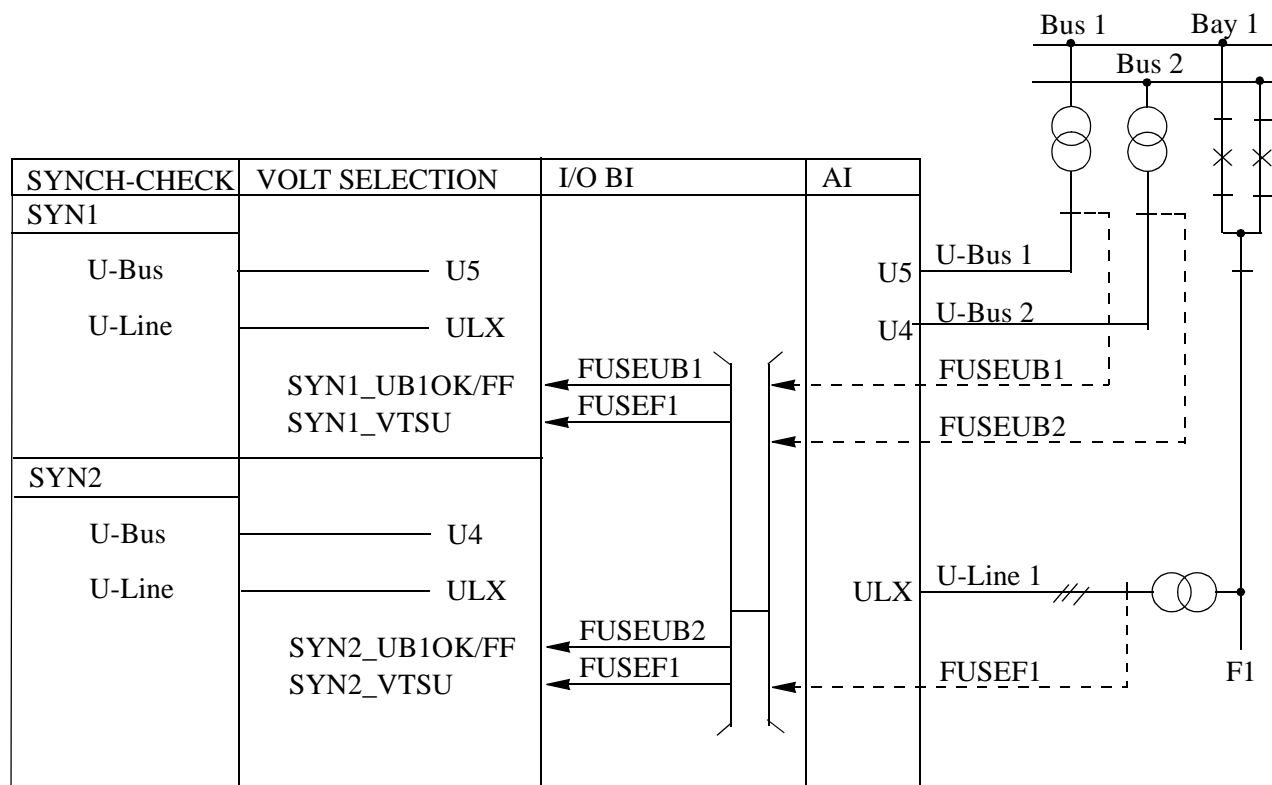 Bus 1
Bay 1
Bus 2
SYNCH-CHECK
VOLT SELECTION
I/O BI
AI
SYN1
U-Bus
U5
U5
U-Bus 1
U-Line
ULX
U4
U-Bus 2
SYN1_UB1OK/FF
FUSEUB1
FUSEUB1
SYN1_VTSU
FUSEF1
FUSEUB2
SYN2
U-Bus
U4
U-Line
ULX
ULX
U-Line 1
SYN2_UB1OK/FF
FUSEUB2
SYN2_VTSU
FUSEF1
FUSEF1
F1